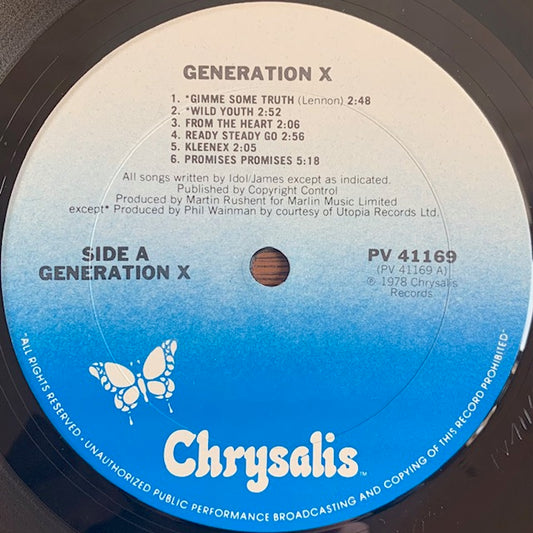 GENERATION X
1. *GIMME SOME TRUTH (Lennon) 2:48
2. *WILD YOUTH 2:52
3. FROM THE HEART 2:06
4. READY STEADY GO 2:56
5. KLEENEX 2:05
6. PROMISES PROMISES 5:18
All songs written by Idol/James except as indicated.
Published by Copyright Control
Produced by Martin Rushent for Marlin Music Limited
except* Produced by Phil Wainman by courtesy of Utopia Records Ltd.
SIDE A
GENERATION X
PV 41169
(PV 41169 A)
℗ 1978 Chrysalis
Records
Chrysalis™
"ALL RIGHTS RESERVED · UNAUTHORIZED PUBLIC PERFORMANCE BROADCASTING AND COPYING OF THIS RECORD PROHIBITED"